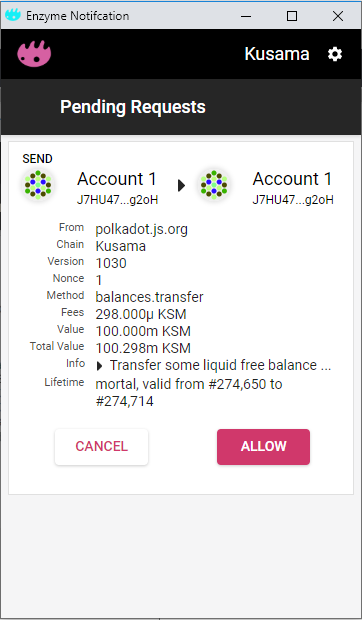 Enzyme Notifcation
Kusama
Pending Requests
SEND
Account 1
J7HU47...g2oH
Account 1
J7HU47...g2oH
From polkadot.js.org
Chain Kusama
Version 1030
Nonce 1
Method balances.transfer
Fees 298.000µ KSM
Value 100.000m KSM
Total Value 100.298m KSM
Info Transfer some liquid free balance ...
Lifetime mortal, valid from #274,650 to
#274,714
CANCEL
ALLOW